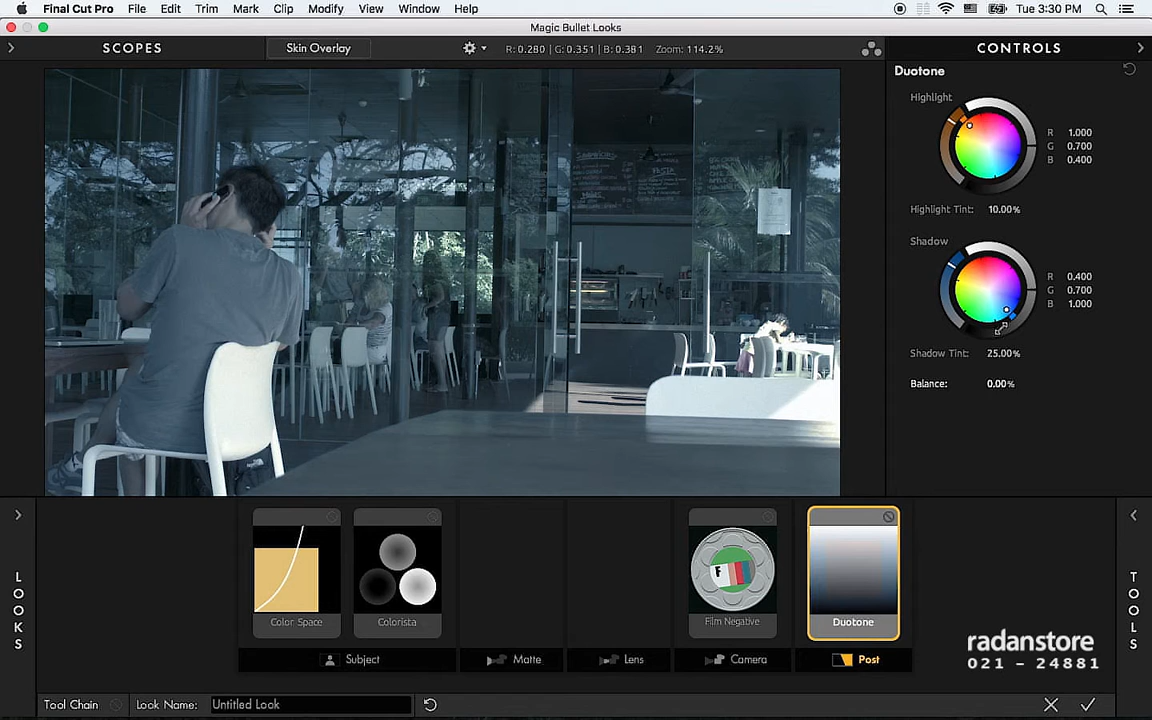 Final Cut Pro File Edit Trim Mark Clip Modify View Window Help Tue 3:30 PM
Magic Bullet Looks
SCOPES Skin Overlay R: 0.280 | G: 0.351 | B: 0.381 Zoom: 114.2% CONTROLS
Duotone
Highlight
R 1.000
G 0.700
B 0.400
Highlight Tint: 10.00%
Shadow
R 0.400
G 0.700
B 1.000
Shadow Tint: 25.00%
Balance: 0.00%
PASTA
LOOKS
F
Color Space Colorista Film Negative Duotone
Subject Matte Lens Camera Post
TOOLS
radanstore
021 - 24881
Tool Chain Look Name: Untitled Look